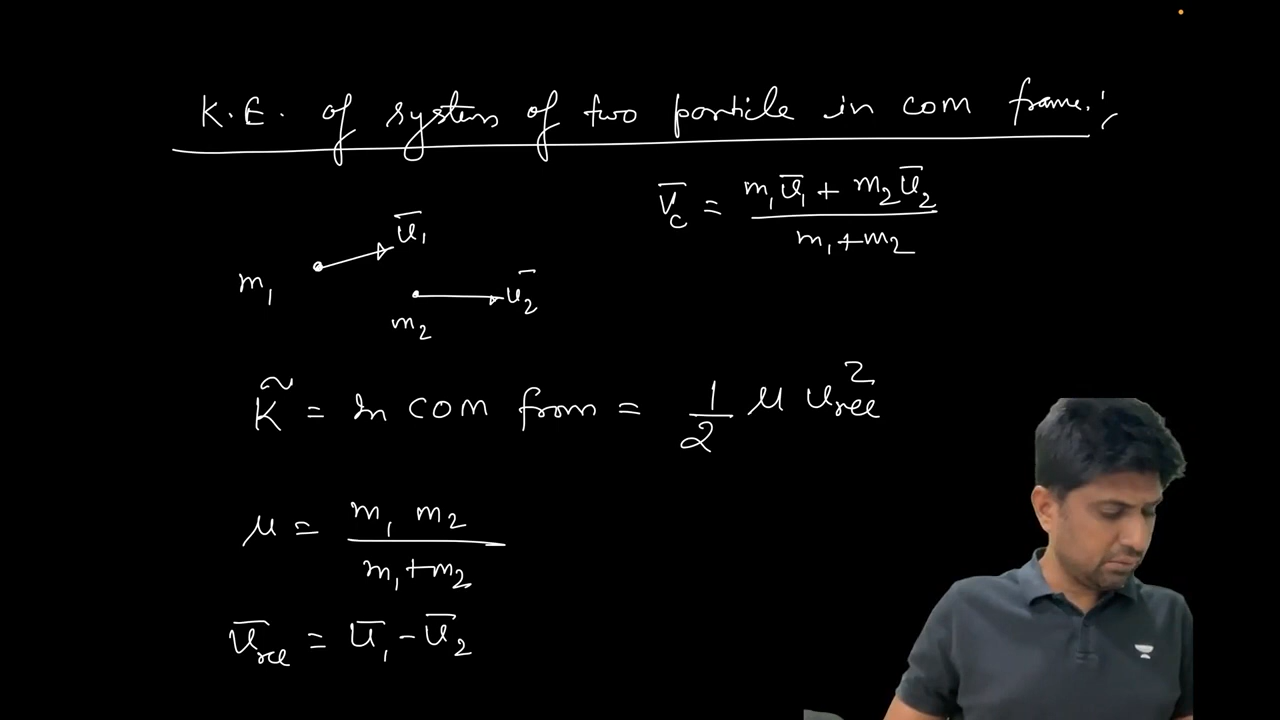 K.E. of system of two particle in com frame:
m₁ ū₁
m₂ ū₂
V̄c = (m₁ū₁ + m₂ū₂) / (m₁+m₂)
K̃ = In COM from = 1/2 μ u²rel
μ = (m₁ m₂) / (m₁+m₂)
ūrel = ū₁ - ū₂